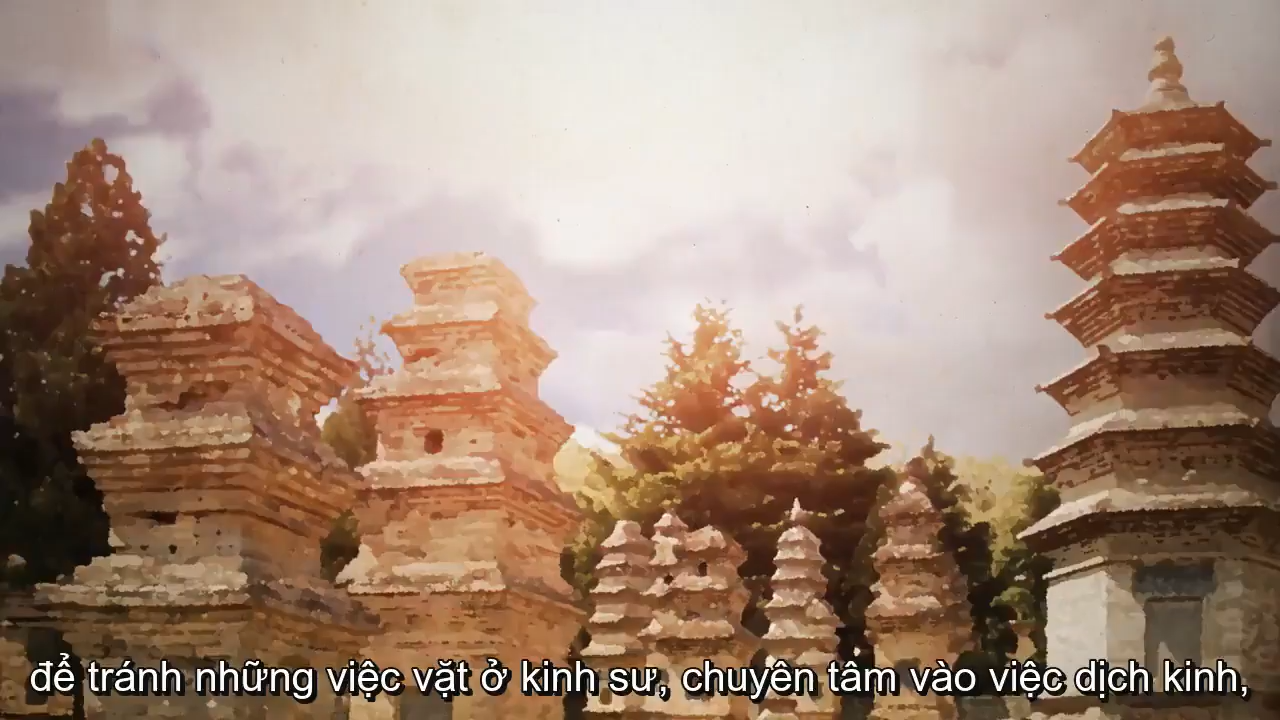 để tránh những việc vặt ở kinh sư, chuyên tâm vào việc dịch kinh,